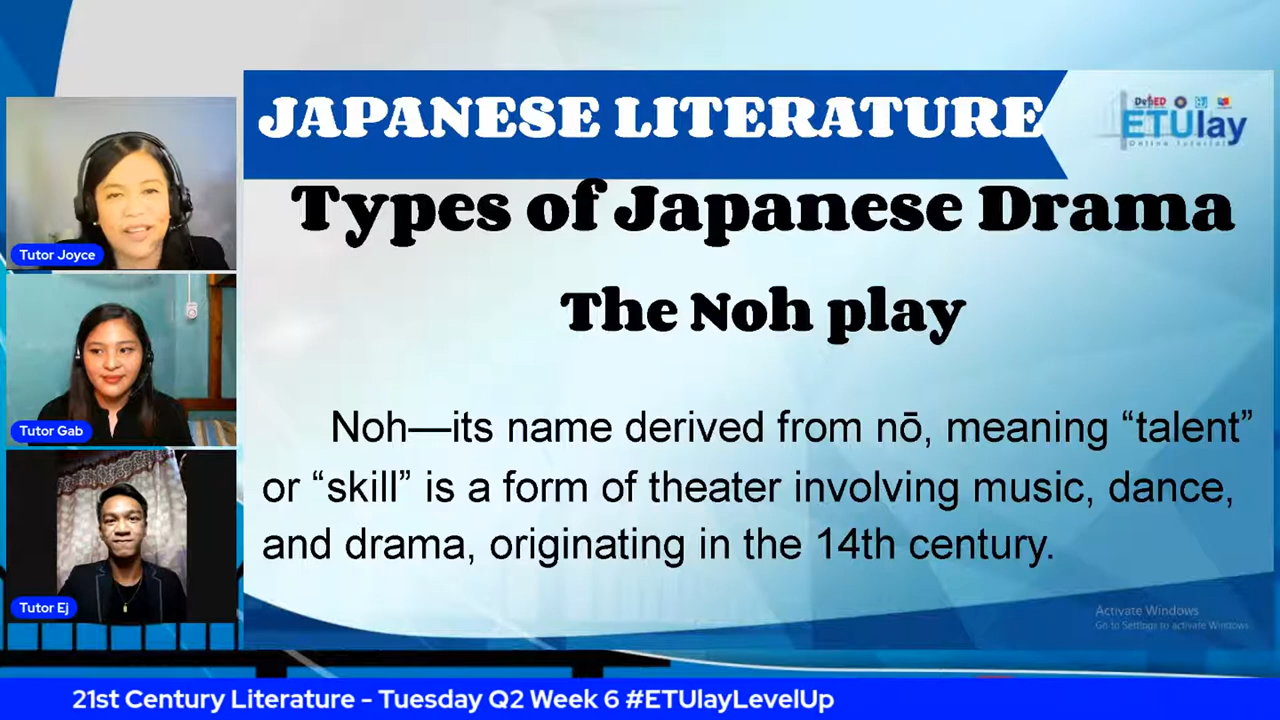 JAPANESE LITERATURE
DepED
ETUlay
Online Tutorial
Types of Japanese Drama
The Noh play
Noh—its name derived from nō, meaning “talent”
or “skill” is a form of theater involving music, dance,
and drama, originating in the 14th century.
Tutor Joyce
Tutor Gab
Tutor Ej
Activate Windows
Go to Settings to activate Windows.
21st Century Literature - Tuesday Q2 Week 6 #ETUlayLevelUp